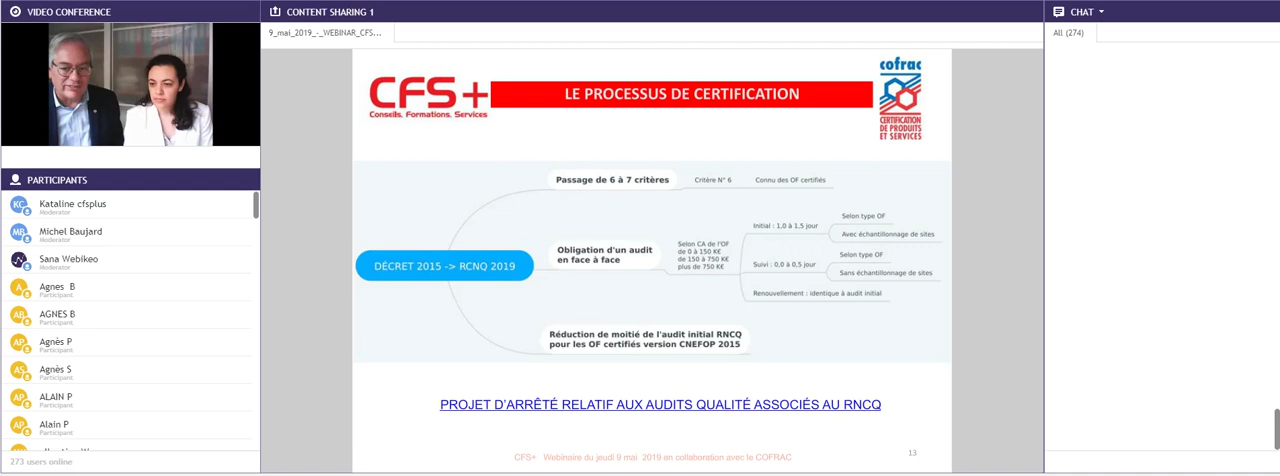 VIDEO CONFERENCE
CONTENT SHARING 1
CHAT
9_mai_2019_-_WEBINAR_CFS...
All (274)
CFS+
Conseils, Formations, Services
LE PROCESSUS DE CERTIFICATION
cofrac
CERTIFICATION
DE PRODUITS
ET SERVICES
DÉCRET 2015 -> RCNQ 2019
Passage de 6 à 7 critères
Critère N° 6
Connu des OF certifiés
Obligation d'un audit
en face à face
Selon CA de l'OF
de 0 à 150 K€
de 150 à 750 K€
plus de 750 K€
Initial : 1,0 à 1,5 jour
Selon type OF
Avec échantillonnage de sites
Suivi : 0,0 à 0,5 jour
Selon type OF
Sans échantillonnage de sites
Renouvellement : identique à audit initial
Réduction de moitié de l'audit initial RNCQ
pour les OF certifiés version CNEFOP 2015
PROJET D'ARRÊTÉ RELATIF AUX AUDITS QUALITÉ ASSOCIÉS AU RNCQ
CFS+ Webinaire du jeudi 9 mai 2019 en collaboration avec le COFRAC
13
PARTICIPANTS
KC
Kataline cfsplus
Moderator
MB
Michel Baujard
Moderator
Sana Webikeo
Moderator
A
Agnes B
Participant
AB
AGNES B
Participant
AP
Agnès P
Participant
AS
Agnès S
Participant
AP
ALAIN P
Participant
AP
Alain P
Participant
273 users online